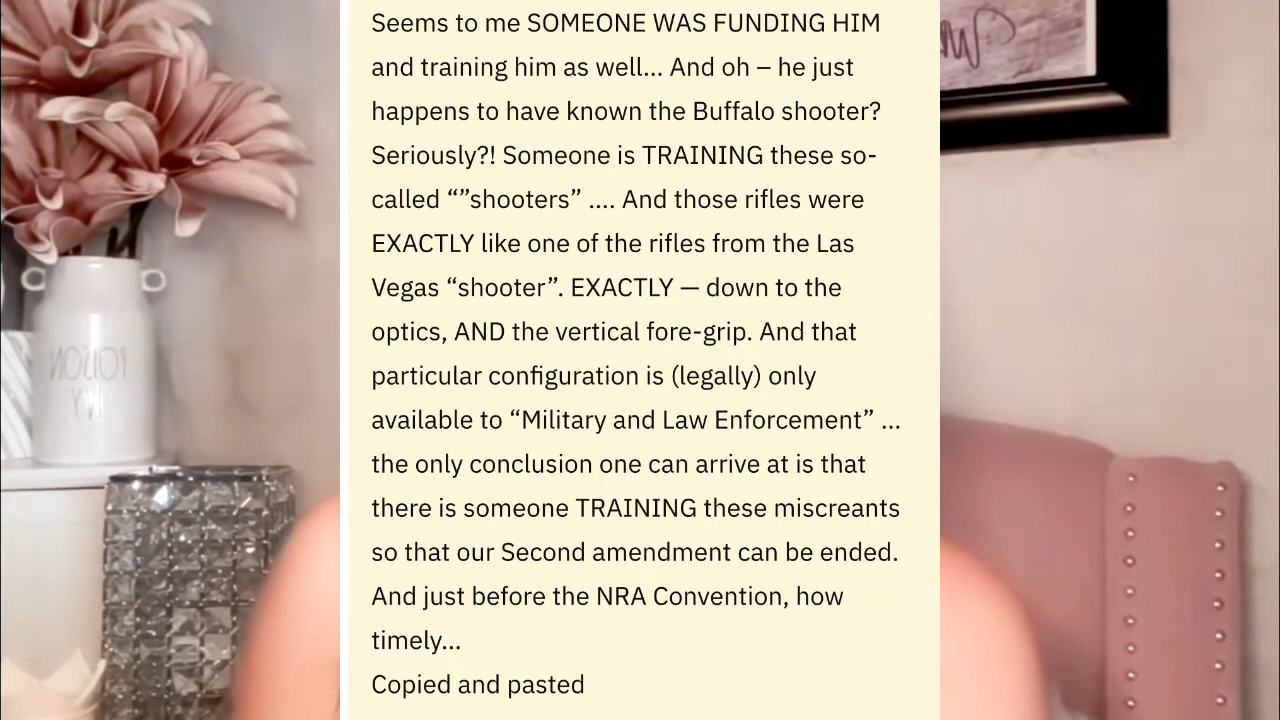 Seems to me SOMEONE WAS FUNDING HIM
and training him as well... And oh – he just
happens to have known the Buffalo shooter?
Seriously?! Someone is TRAINING these so-
called “”shooters” .... And those rifles were
EXACTLY like one of the rifles from the Las
Vegas “shooter”. EXACTLY — down to the
optics, AND the vertical fore-grip. And that
particular configuration is (legally) only
available to “Military and Law Enforcement” ...
the only conclusion one can arrive at is that
there is someone TRAINING these miscreants
so that our Second amendment can be ended.
And just before the NRA Convention, how
timely...
Copied and pasted
POISON
IVY